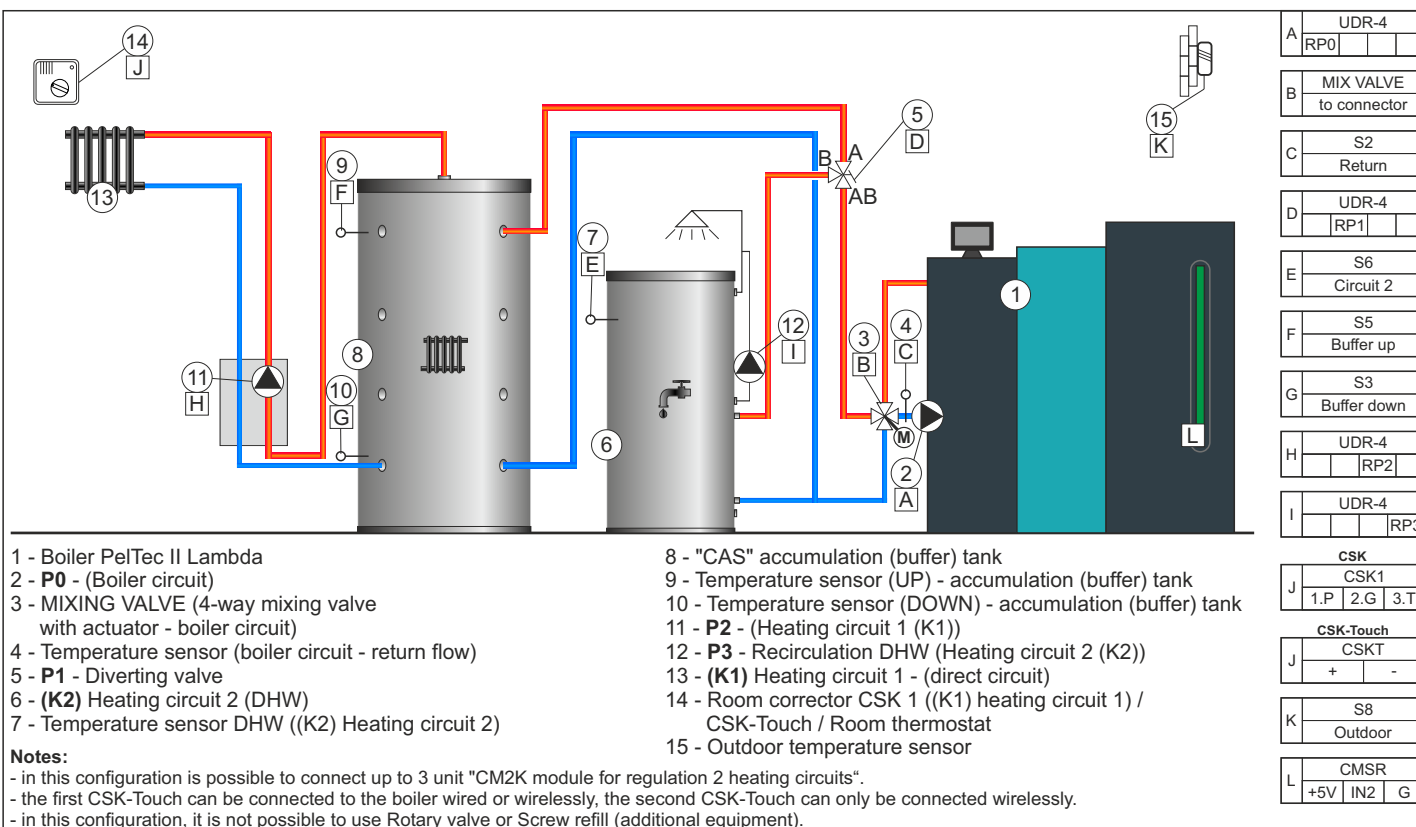 14
J
13
9
F
8
10
G
11
H
7
E
6
12
I
B
A
AB
5
D
3
B
4
C
M
2
A
1
L
15
K
1 - Boiler PelTec II Lambda
2 - P0 - (Boiler circuit)
3 - MIXING VALVE (4-way mixing valve
with actuator - boiler circuit)
4 - Temperature sensor (boiler circuit - return flow)
5 - P1 - Diverting valve
6 - (K2) Heating circuit 2 (DHW)
7 - Temperature sensor DHW ((K2) Heating circuit 2)
8 - "CAS" accumulation (buffer) tank
9 - Temperature sensor (UP) - accumulation (buffer) tank
10 - Temperature sensor (DOWN) - accumulation (buffer) tank
11 - P2 - (Heating circuit 1 (K1))
12 - P3 - Recirculation DHW (Heating circuit 2 (K2))
13 - (K1) Heating circuit 1 - (direct circuit)
14 - Room corrector CSK 1 ((K1) heating circuit 1) /
CSK-Touch / Room thermostat
15 - Outdoor temperature sensor
Notes:
- in this configuration is possible to connect up to 3 unit "CM2K module for regulation 2 heating circuits“.
- the first CSK-Touch can be connected to the boiler wired or wirelessly, the second CSK-Touch can only be connected wirelessly.
- in this configuration, it is not possible to use Rotary valve or Screw refill (additional equipment).
A UDR-4
RP0
B MIX VALVE
to connector
C S2
Return
D UDR-4
RP1
E S6
Circuit 2
F S5
Buffer up
G S3
Buffer down
H UDR-4
RP2
I UDR-4
RP3
CSK
J CSK1
1.P 2.G 3.T
CSK-Touch
J CSKT
+ -
K S8
Outdoor
L CMSR
+5V IN2 G